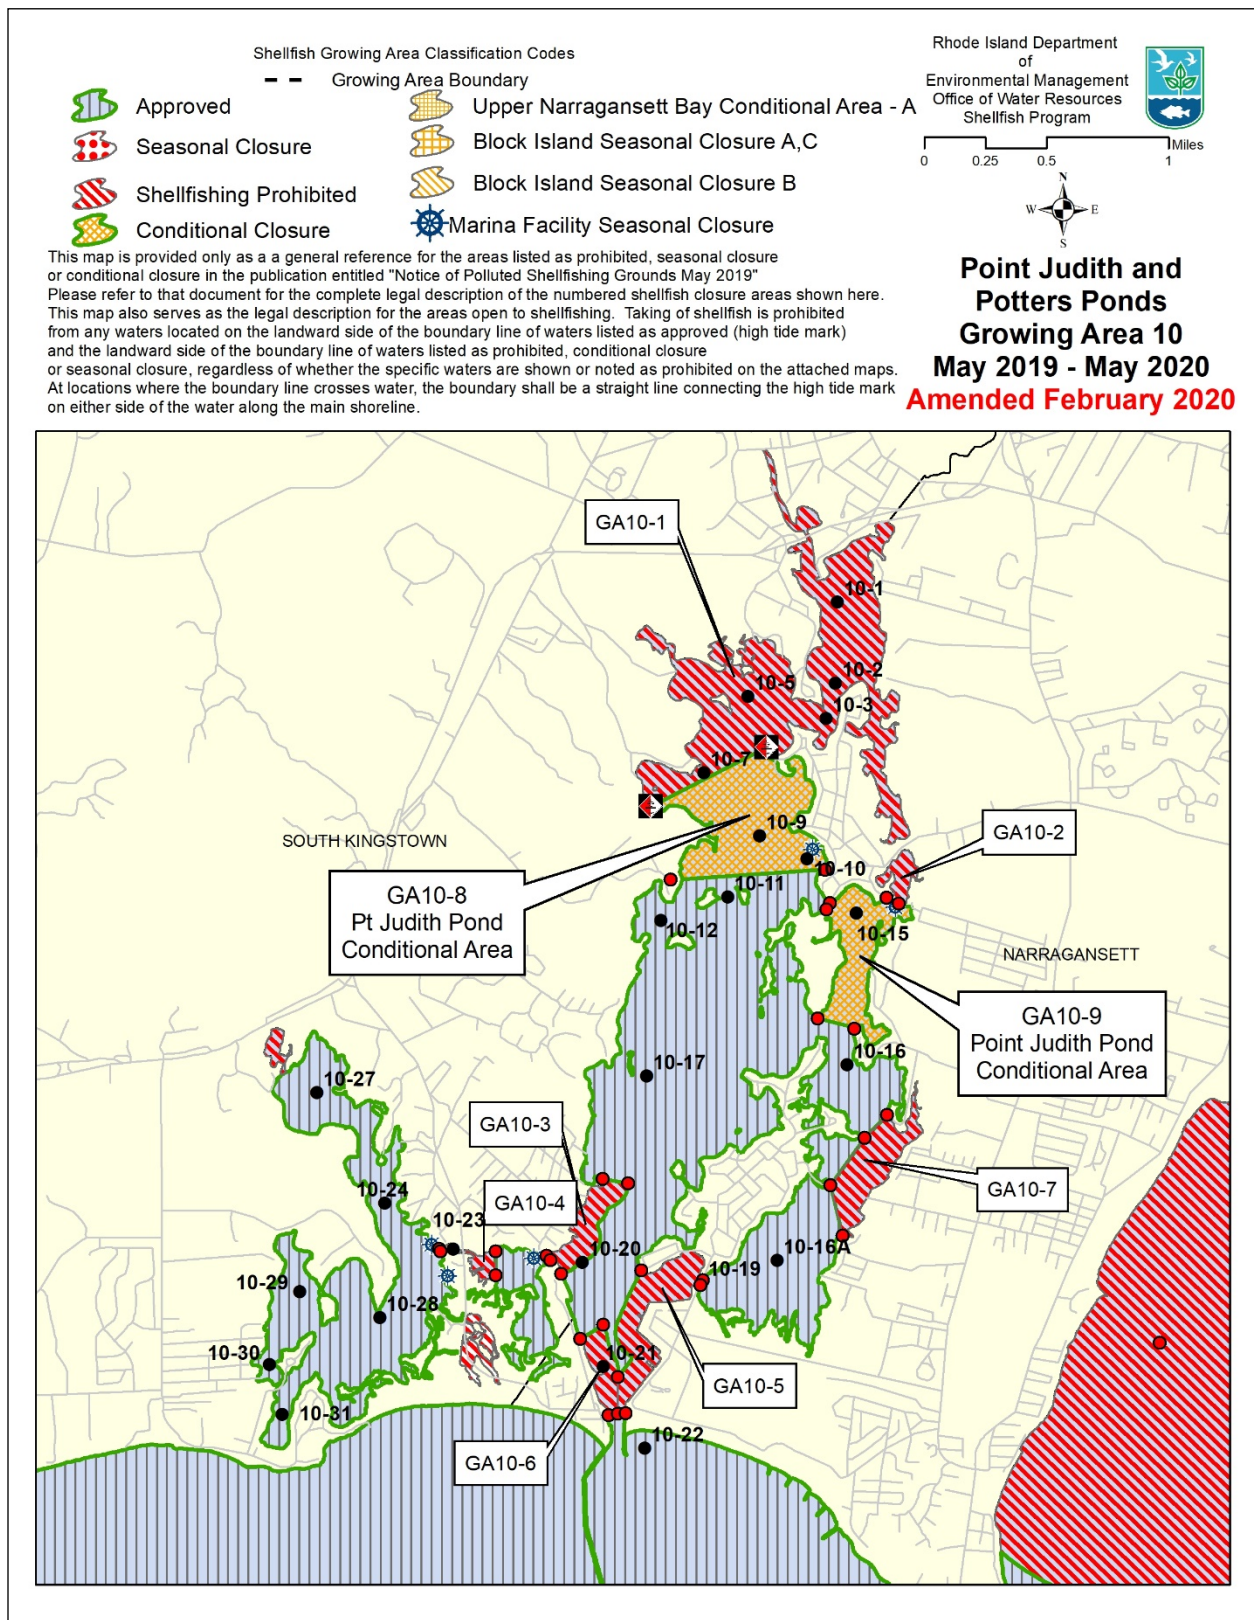 Shellfish Growing Area Classification Codes
Growing Area Boundary
Approved
Seasonal Closure
Shellfishing Prohibited
Conditional Closure
Upper Narragansett Bay Conditional Area - A
Block Island Seasonal Closure A,C
Block Island Seasonal Closure B
Marina Facility Seasonal Closure
Rhode Island Department
of
Environmental Management
Office of Water Resources
Shellfish Program
Miles
0 0.25 0.5 1
N
W E
S
This map is provided only as a a general reference for the areas listed as prohibited, seasonal closure
or conditional closure in the publication entitled "Notice of Polluted Shellfishing Grounds May 2019"
Please refer to that document for the complete legal description of the numbered shellfish closure areas shown here.
This map also serves as the legal description for the areas open to shellfishing. Taking of shellfish is prohibited
from any waters located on the landward side of the boundary line of waters listed as approved (high tide mark)
and the landward side of the boundary line of waters listed as prohibited, conditional closure
or seasonal closure, regardless of whether the specific waters are shown or noted as prohibited on the attached maps.
At locations where the boundary line crosses water, the boundary shall be a straight line connecting the high tide mark
on either side of the water along the main shoreline.
Point Judith and
Potters Ponds
Growing Area 10
May 2019 - May 2020
Amended February 2020
GA10-1
10-1
10-2
10-5
10-3
10-7
10-9
SOUTH KINGSTOWN
GA10-2
10-10
10-11
GA10-8
Pt Judith Pond
Conditional Area
10-12
10-15
NARRAGANSETT
GA10-9
Point Judith Pond
Conditional Area
10-16
10-17
10-27
GA10-3
GA10-4
GA10-7
10-24
10-23
10-20
10-19
10-16A
10-29
10-28
10-30
10-21
GA10-5
10-31
10-22
GA10-6